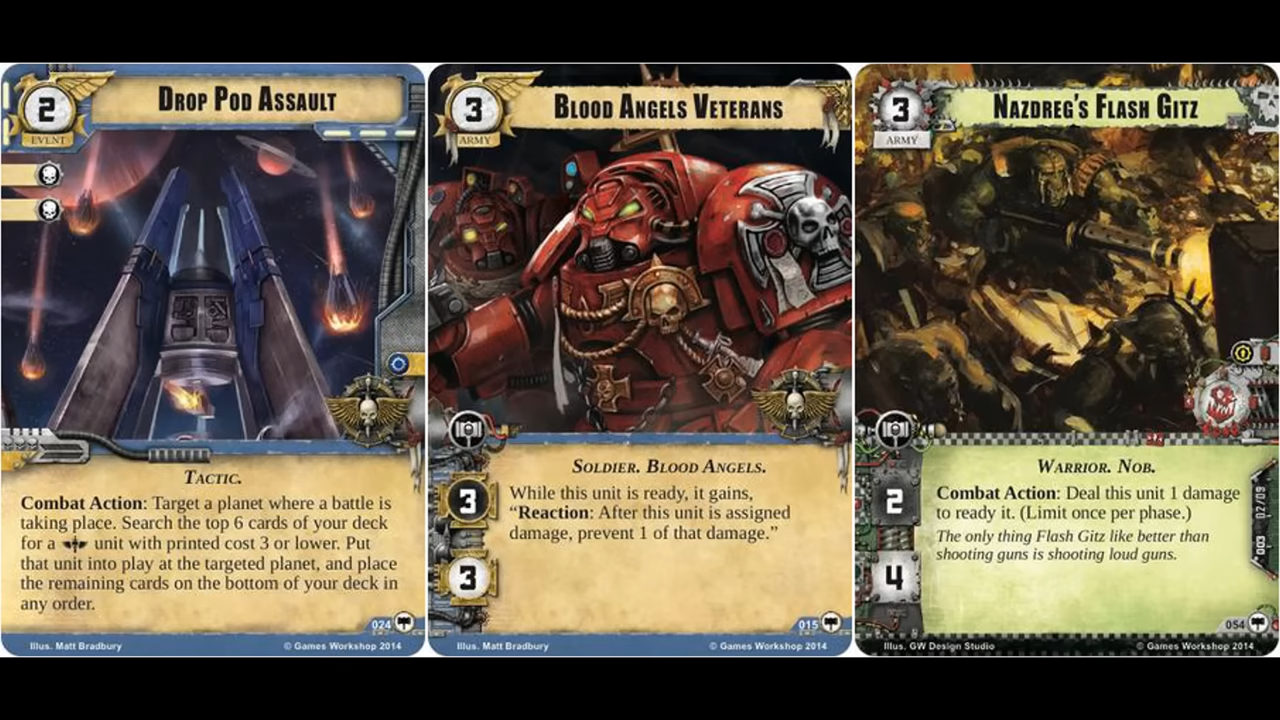 2
EVENT
DROP POD ASSAULT
TACTIC.
Combat Action: Target a planet where a battle is
taking place. Search the top 6 cards of your deck
for a unit with printed cost 3 or lower. Put
that unit into play at the targeted planet, and place
the remaining cards on the bottom of your deck in
any order.
024
Illus. Matt Bradbury © Games Workshop 2014
3
ARMY
BLOOD ANGELS VETERANS
SOLDIER. BLOOD ANGELS.
3
While this unit is ready, it gains,
“Reaction: After this unit is assigned
damage, prevent 1 of that damage.”
3
015
Illus. Matt Bradbury © Games Workshop 2014
3
ARMY
NAZDREG'S FLASH GITZ
WARRIOR. NOB.
2
Combat Action: Deal this unit 1 damage
to ready it. (Limit once per phase.)
The only thing Flash Gitz like better than
shooting guns is shooting loud guns.
4
003 02/09
054
Illus. GW Design Studio © Games Workshop 2014